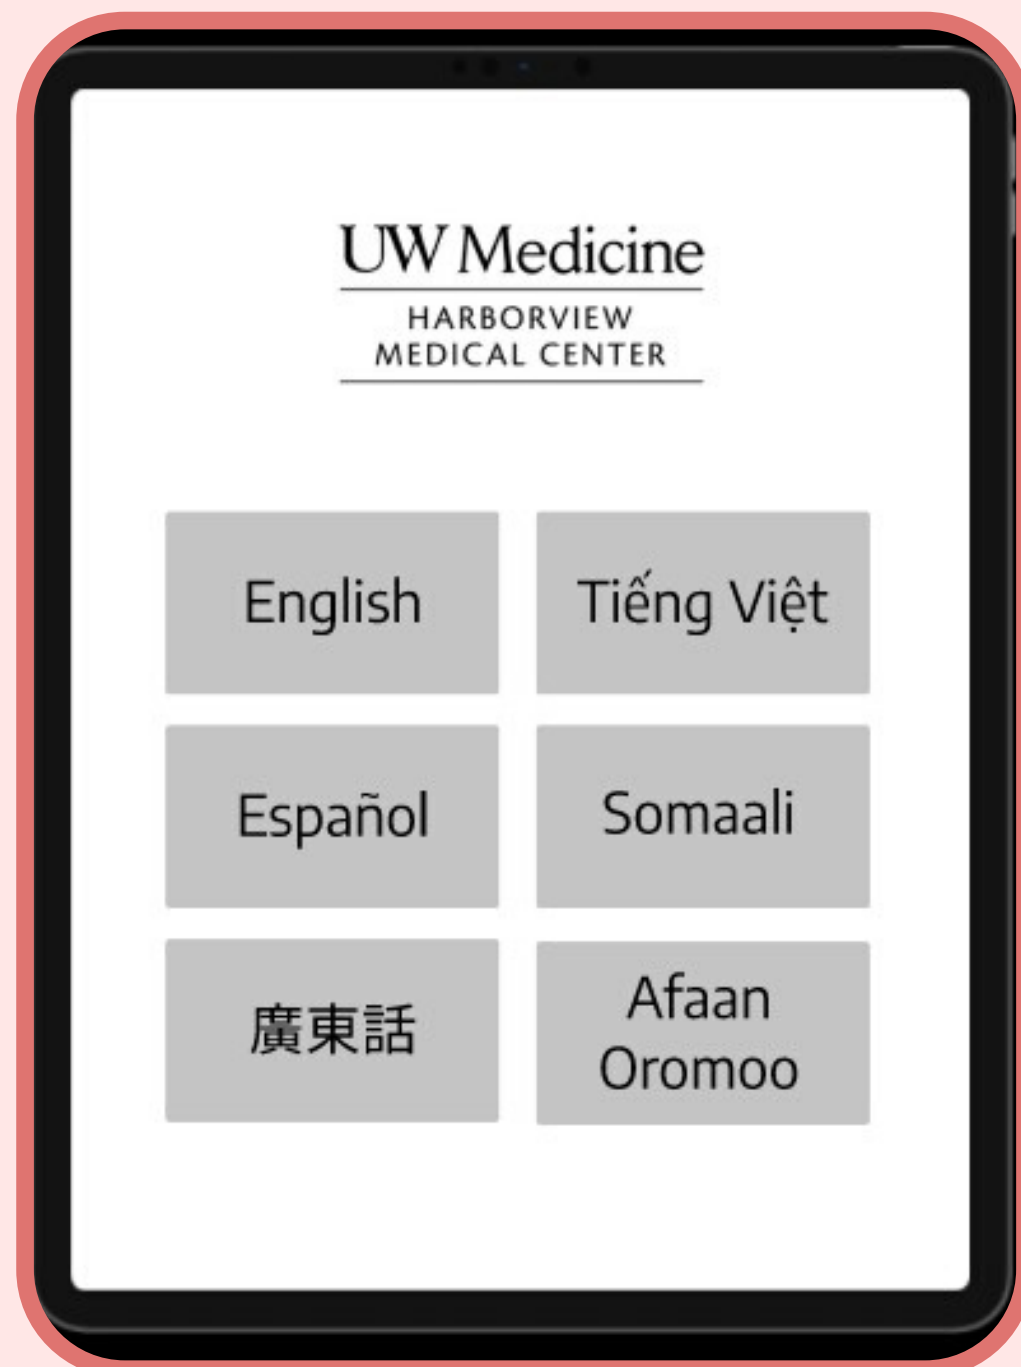 UW Medicine
HARBORVIEW
MEDICAL CENTER
English
Tiếng Việt
Español
Somaali
廣東話
Afaan
Oromoo